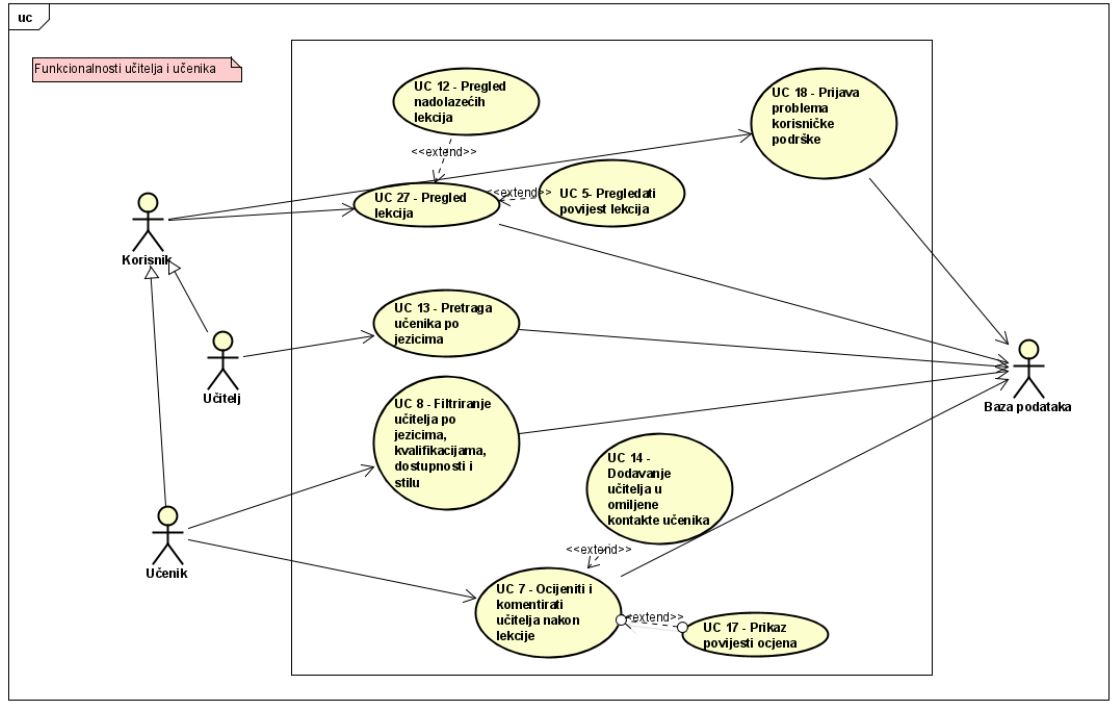 uc
Funkcionalnosti učitelja i učenika
UC 12 - Pregled
nadolazećih
lekcija
UC 18 - Prijava
problema
korisničke
podrške
<<extend>>
UC 27 - Pregled
lekcija
<<extend>>
UC 5- Pregledati
povijest lekcija
Korisnik
UC 13 - Pretraga
učenika po
jezicima
Učitelj
Baza podataka
UC 8 - Filtriranje
učitelja po
jezicima,
kvalifikacijama,
dostupnosti i
stilu
UC 14 -
Dodavanje
učitelja u
omiljene
kontakte učenika
Učenik
<<extend>>
UC 7 - Ocijeniti i
komentirati
učitelja nakon
lekcije
<<extend>>
UC 17 - Prikaz
povijesti ocjena